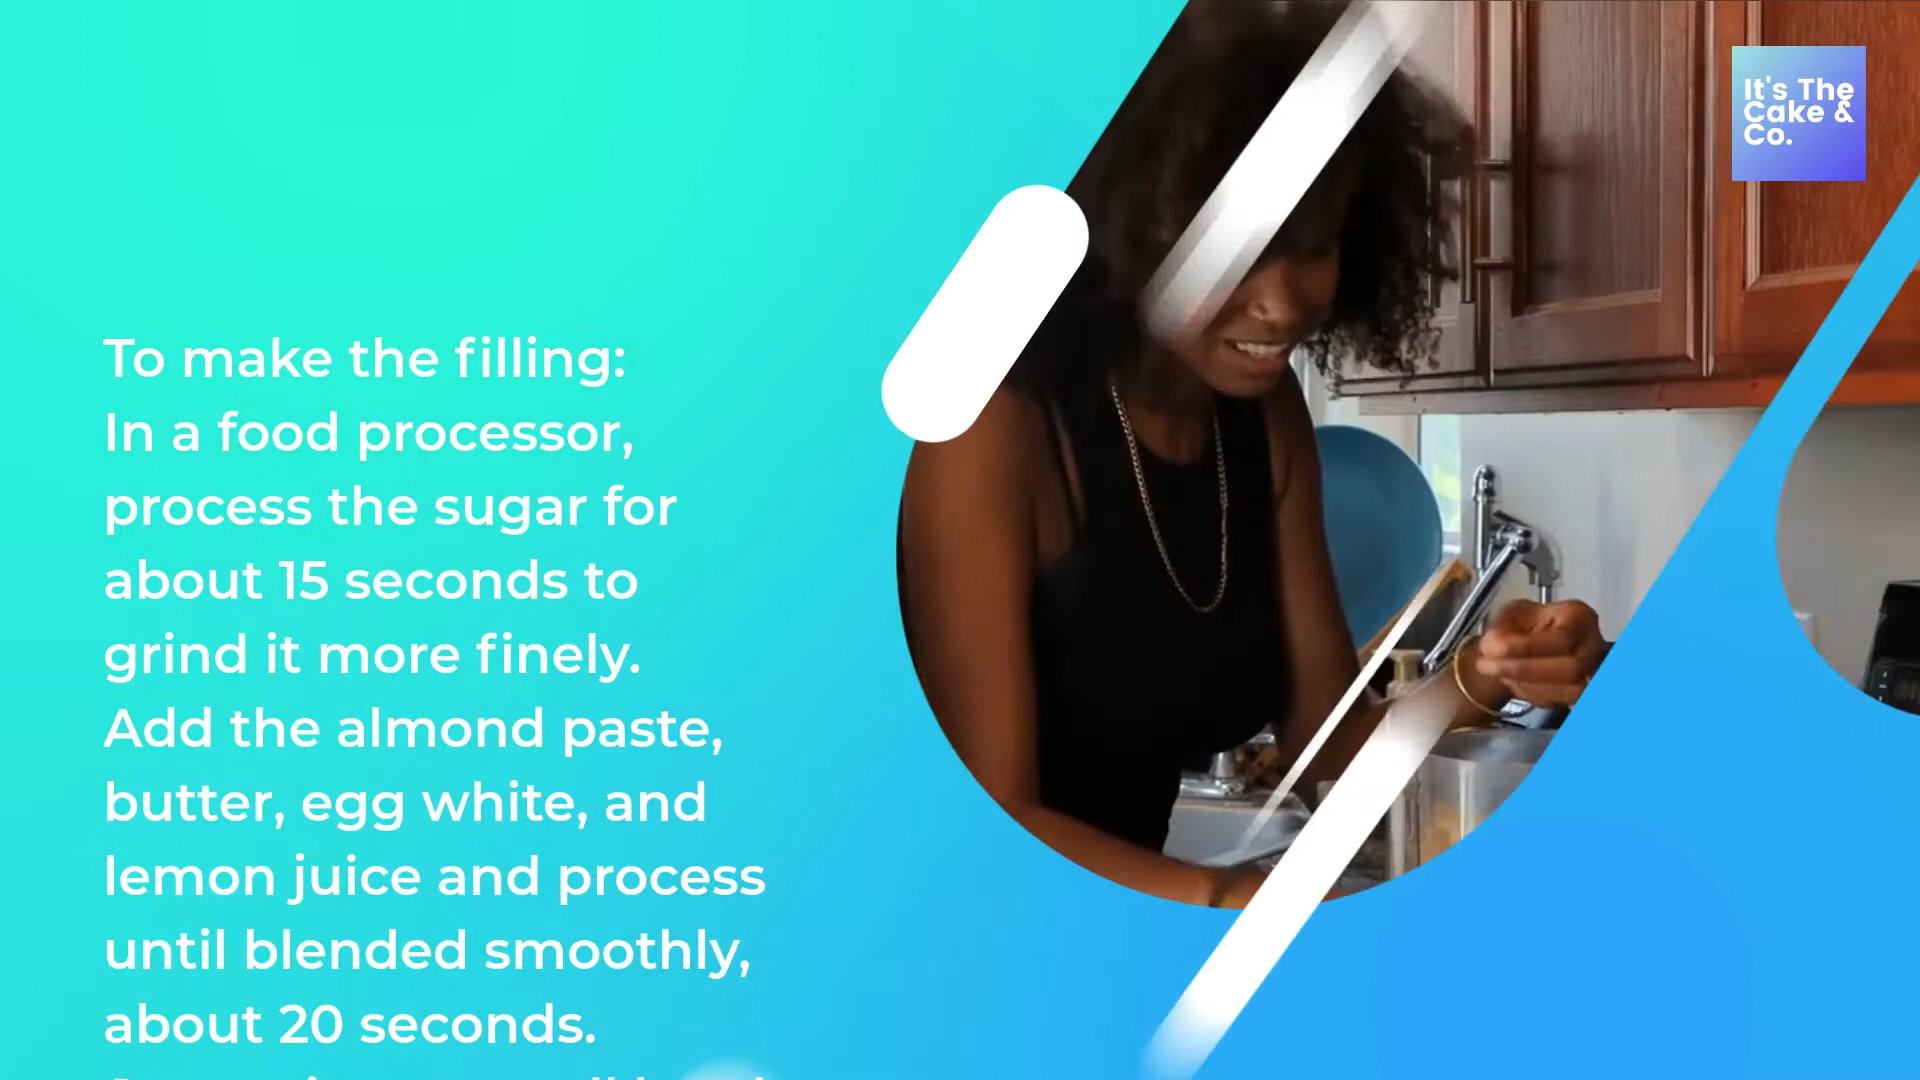 It's The
Cake &
Co.
To make the filling:
In a food processor,
process the sugar for
about 15 seconds to
grind it more finely.
Add the almond paste,
butter, egg white, and
lemon juice and process
until blended smoothly,
about 20 seconds.